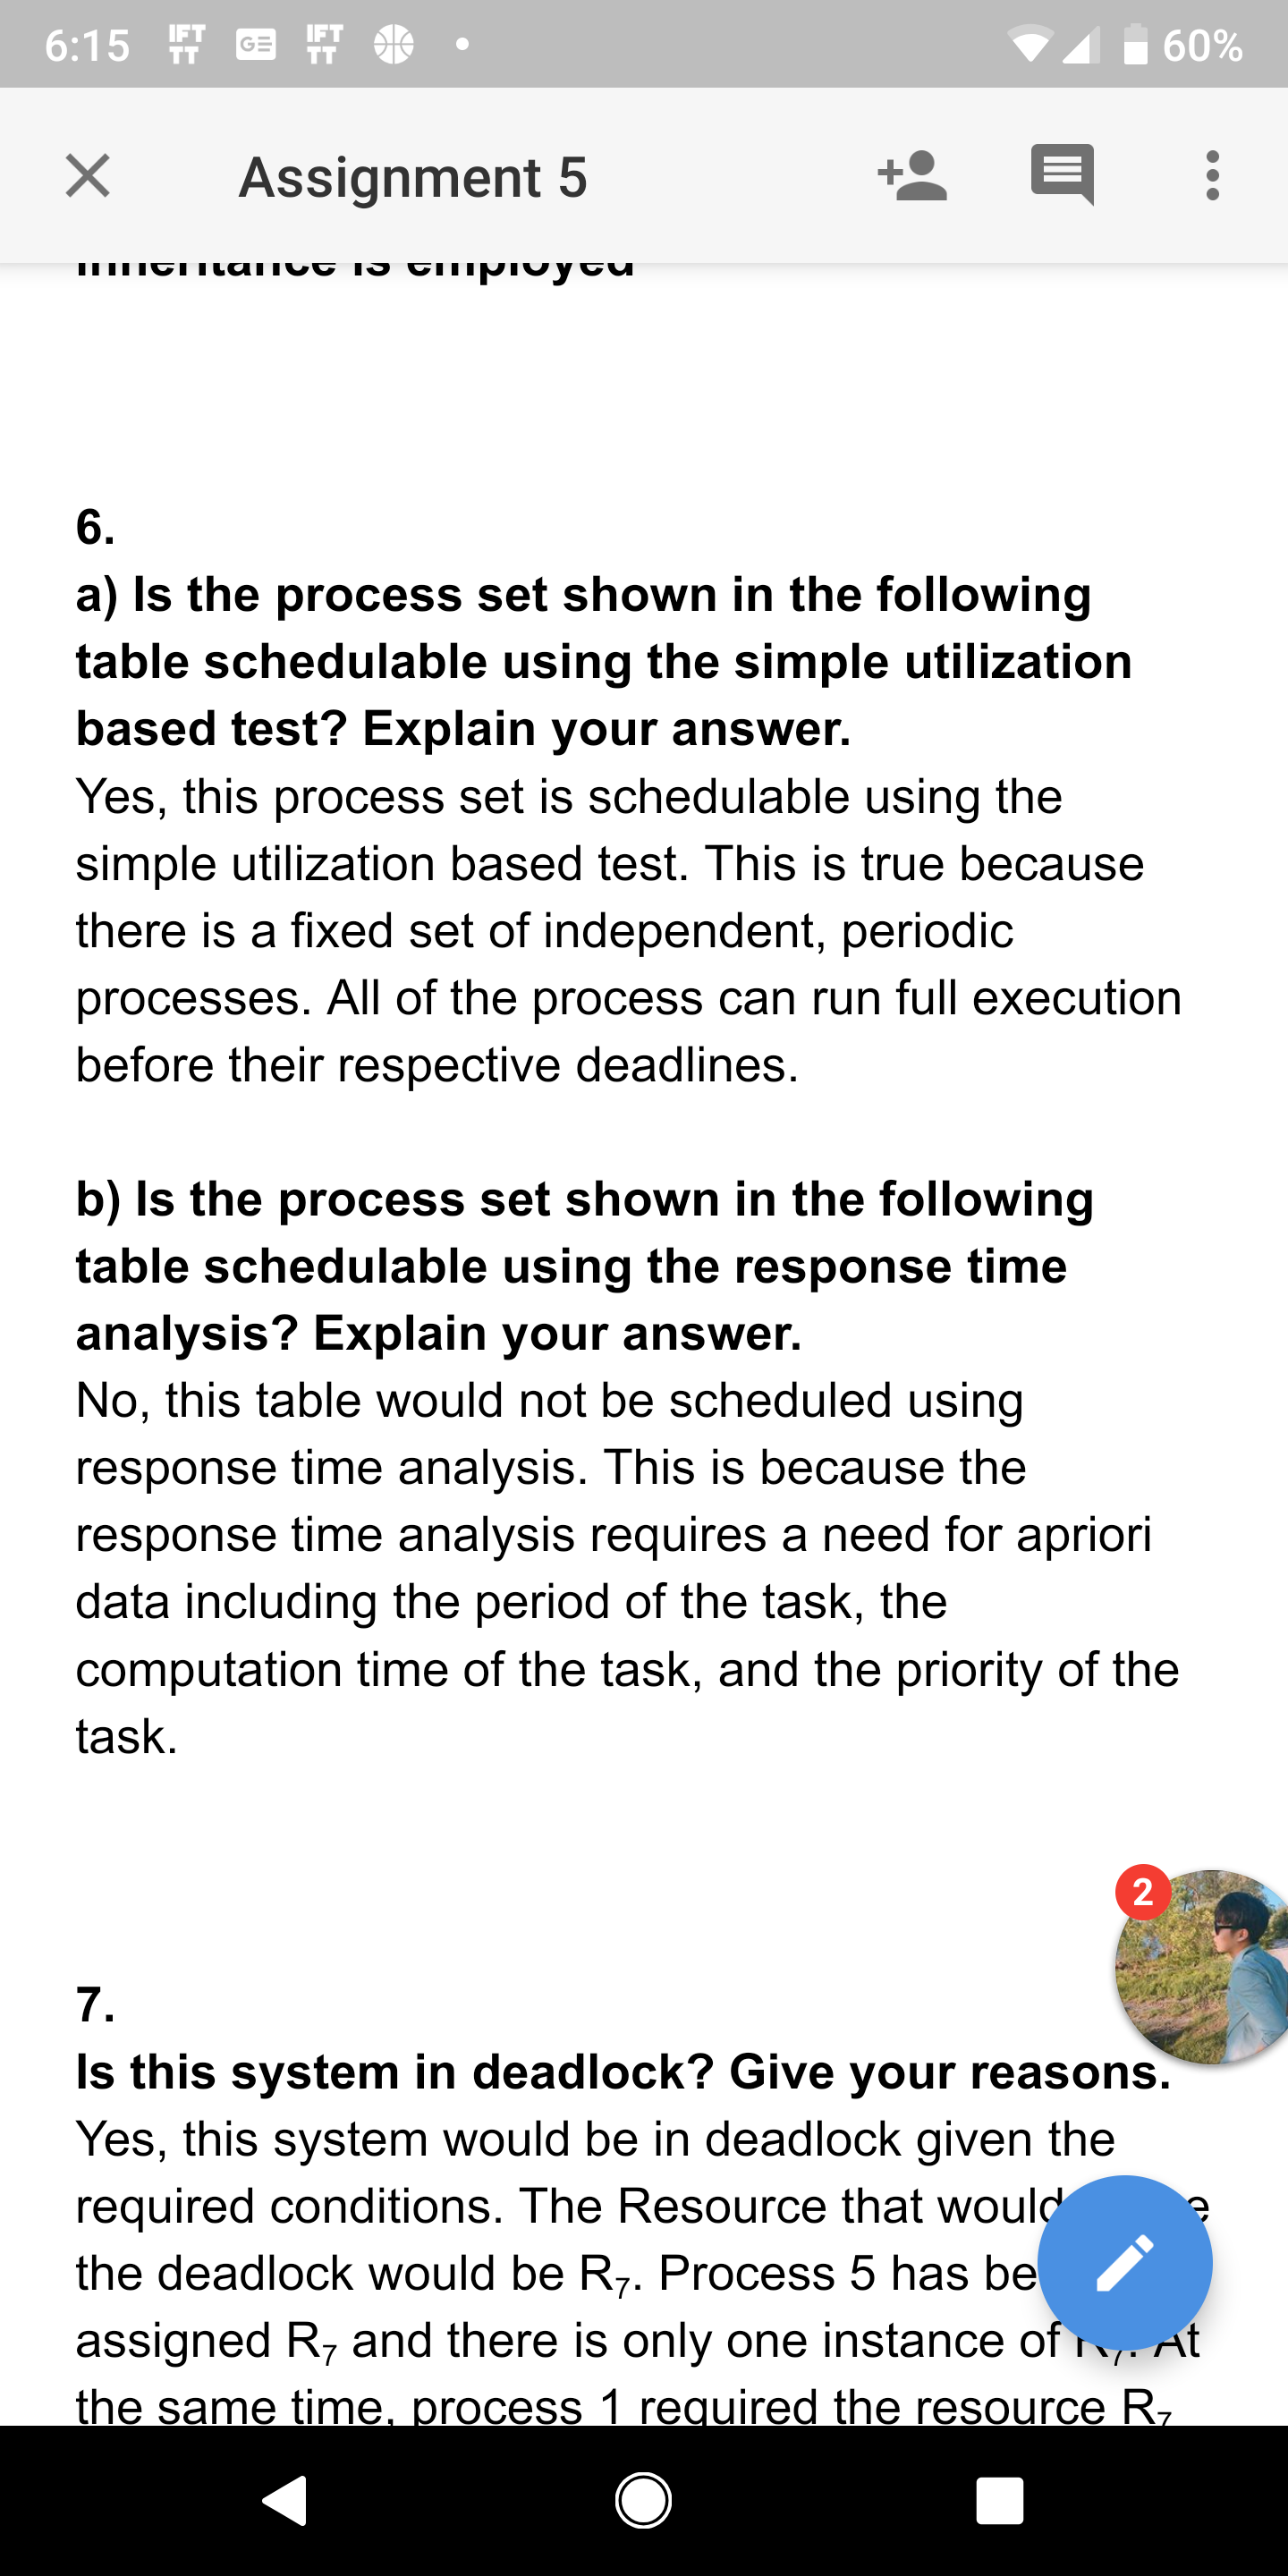 6:15 IFTTT GE IFTTT 60%
Assignment 5
inheritance is employed
6.
a) Is the process set shown in the following
table schedulable using the simple utilization
based test? Explain your answer.
Yes, this process set is schedulable using the
simple utilization based test. This is true because
there is a fixed set of independent, periodic
processes. All of the process can run full execution
before their respective deadlines.
b) Is the process set shown in the following
table schedulable using the response time
analysis? Explain your answer.
No, this table would not be scheduled using
response time analysis. This is because the
response time analysis requires a need for apriori
data including the period of the task, the
computation time of the task, and the priority of the
task.
2
7.
Is this system in deadlock? Give your reasons.
Yes, this system would be in deadlock given the
required conditions. The Resource that would
the deadlock would be R₇. Process 5 has
assigned R₇ and there is only one instance of R₇. At
the same time, process 1 required the resource R₇